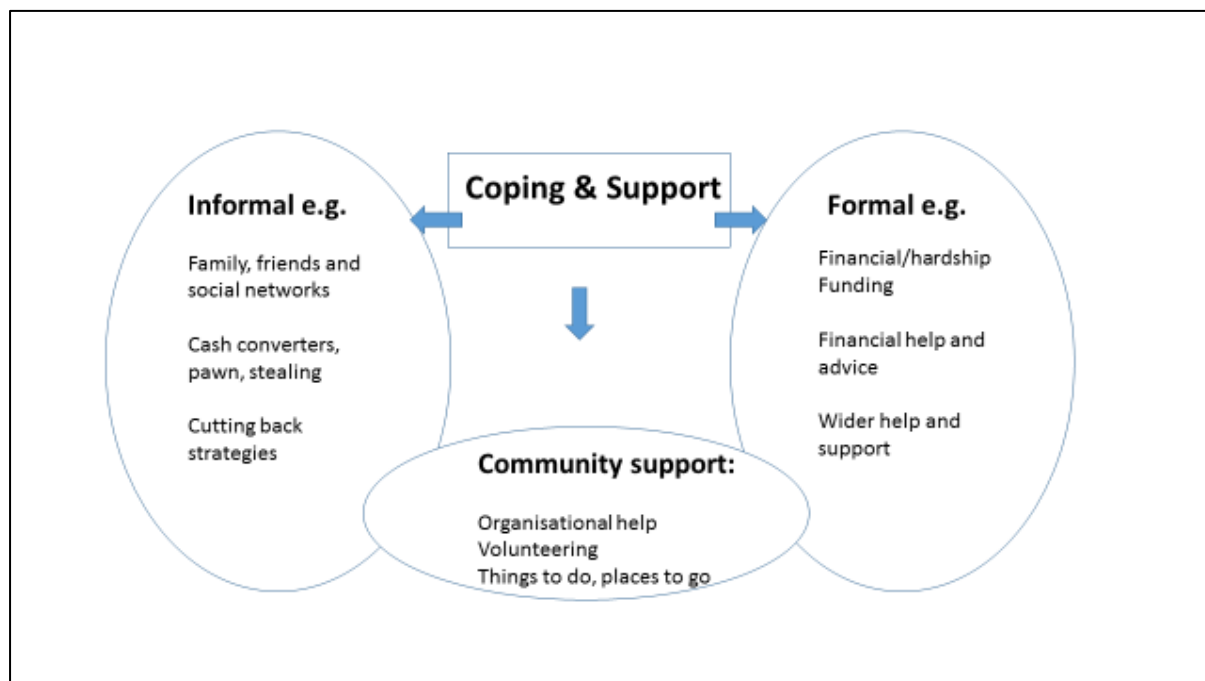 Coping & Support
Informal e.g.
Family, friends and
social networks
Cash converters,
pawn, stealing
Cutting back
strategies
Formal e.g.
Financial/hardship
Funding
Financial help and
advice
Wider help and
support
Community support:
Organisational help
Volunteering
Things to do, places to go